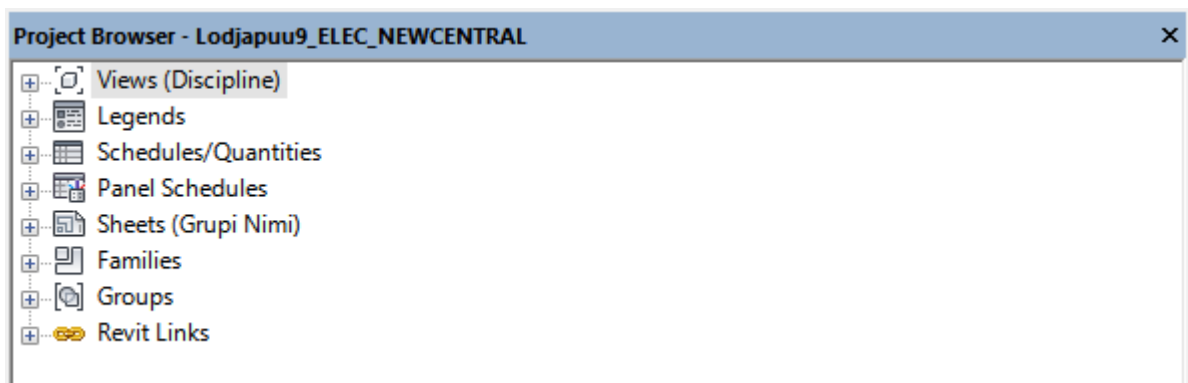 Project Browser - Lodjapuu9_ELEC_NEWCENTRAL
Views (Discipline)
Legends
Schedules/Quantities
Panel Schedules
Sheets (Grupi Nimi)
Families
Groups
Revit Links